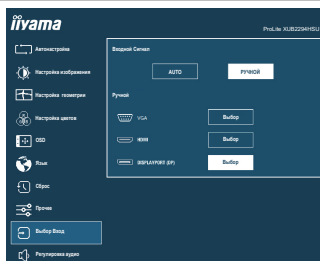 iiyama
ProLite XUB2294HSU
Автонастройка
Настройка изображения
Настройка геометрии
Настройка цветов
OSD
Язык
Сброс
Прочее
Выбор Вход
Регулировка аудио
Входной Сигнал
AUTO
РУЧНОЙ
Ручной
VGA
Выбор
HDMI
Выбор
DISPLAYPORT (DP)
Выбор